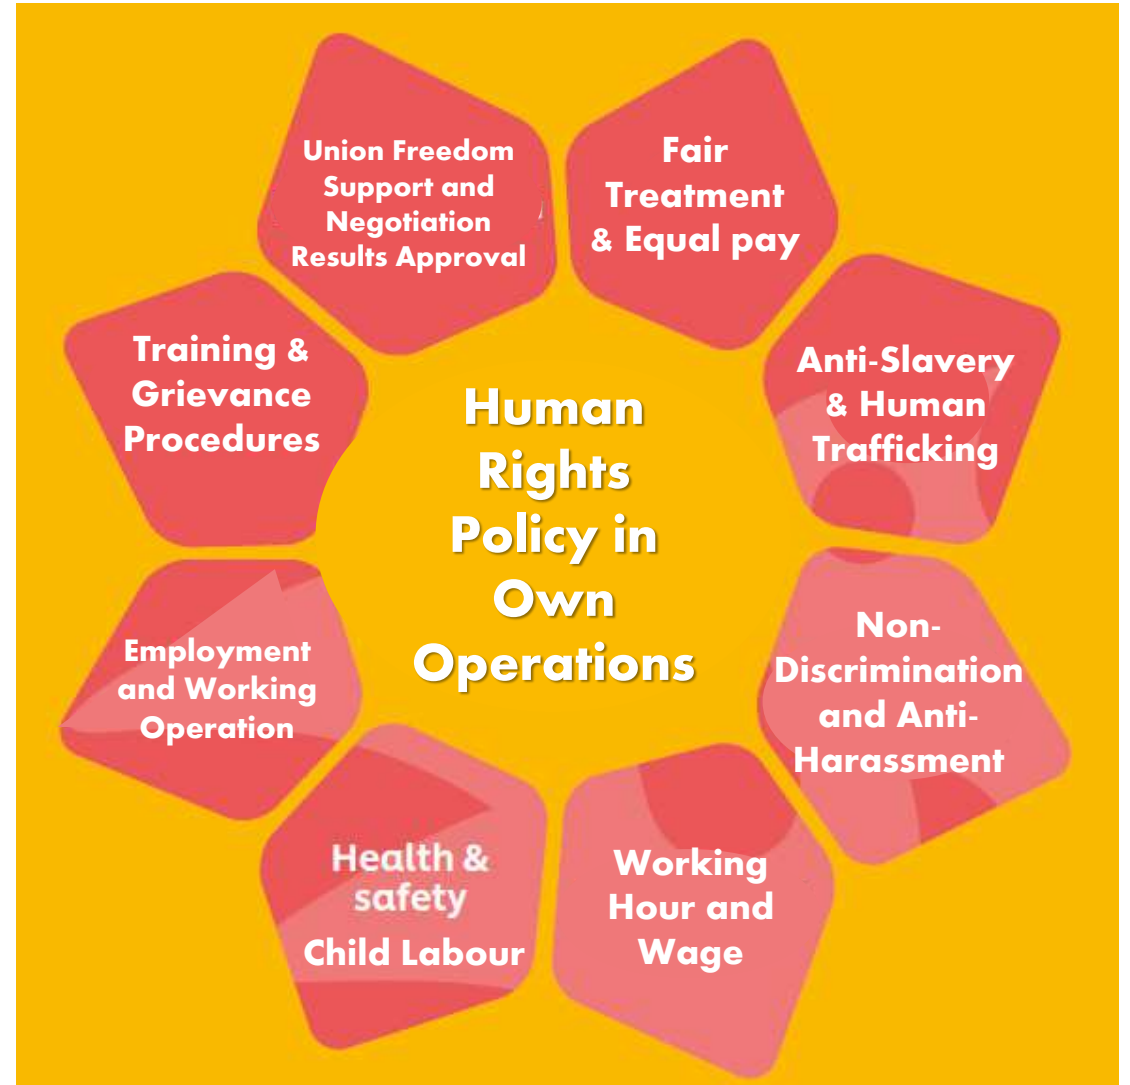 Human
Rights
Policy in
Own
Operations
Union Freedom
Support and
Negotiation
Results Approval
Fair
Treatment
& Equal pay
Anti-Slavery
& Human
Trafficking
Non-
Discrimination
and Anti-
Harassment
Working
Hour and
Wage
Health &
safety
Child Labour
Employment
and Working
Operation
Training &
Grievance
Procedures